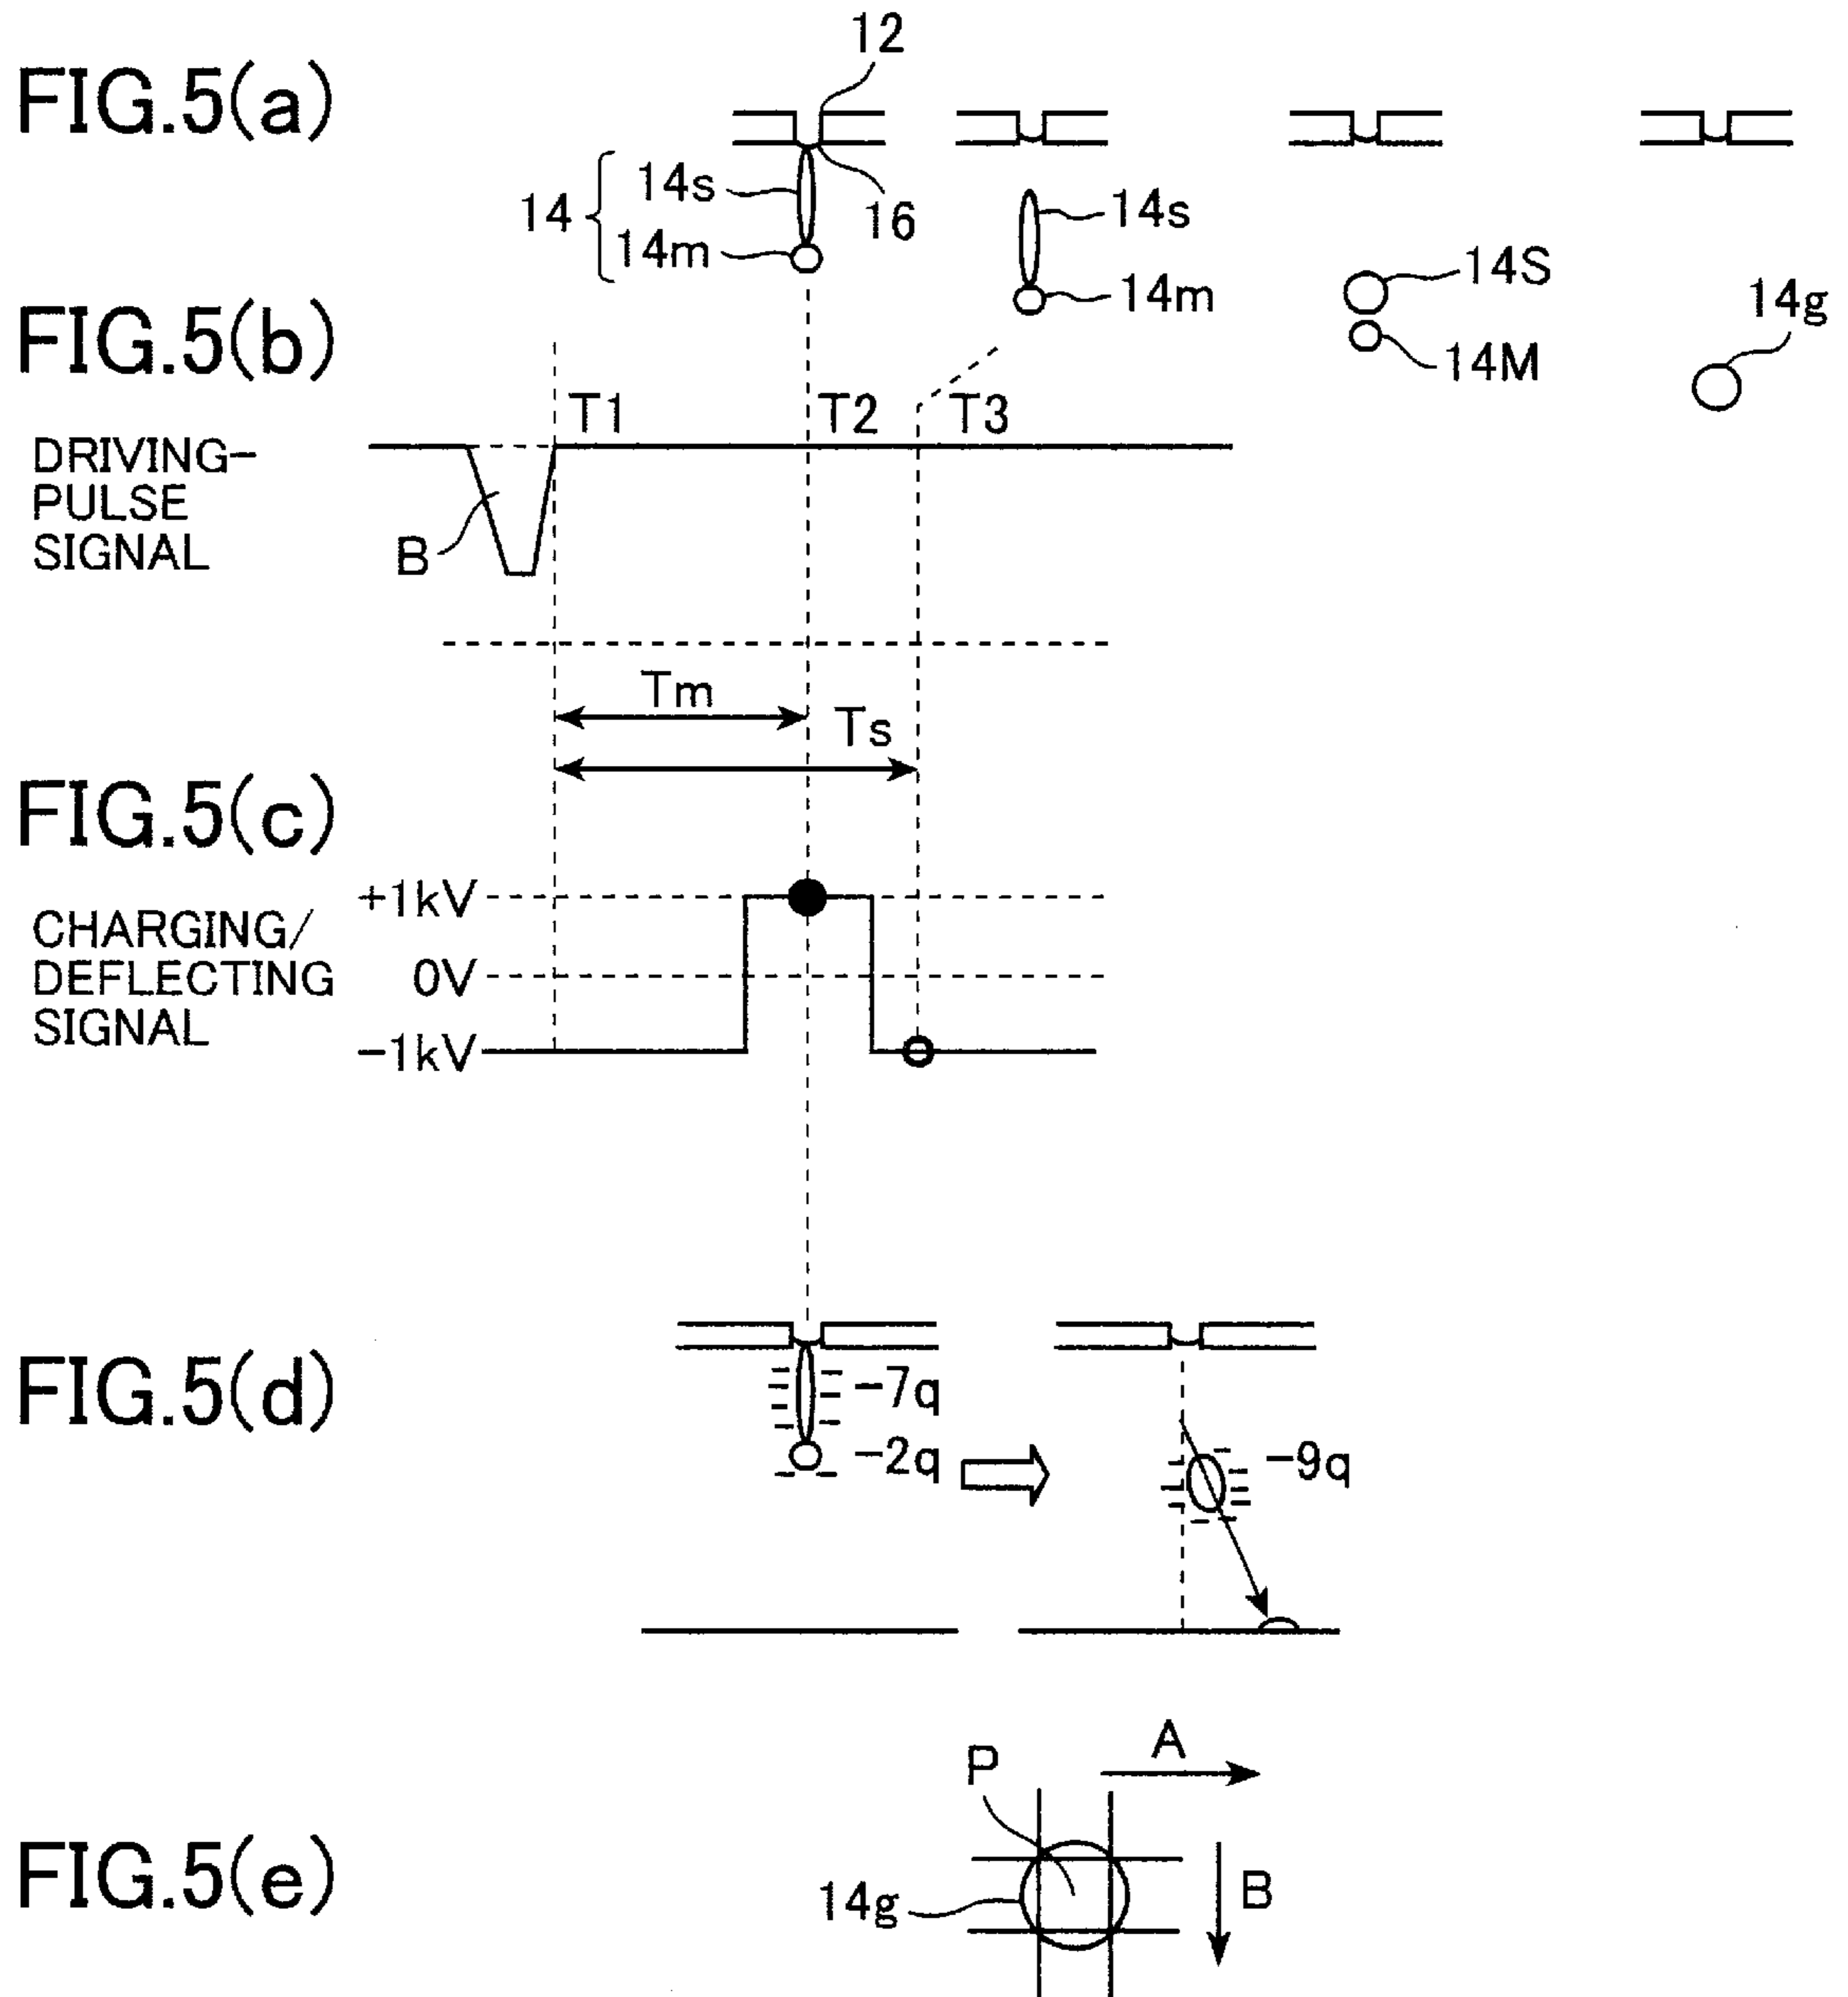 FIG.5(a)
12
14
14s
14m
16
14s
14m
14S
14M
14g
FIG.5(b)
T1
T2
T3
DRIVING-
PULSE
SIGNAL
B
Tm
Ts
FIG.5(c)
CHARGING/
DEFLECTING
SIGNAL
+1kV
0V
-1kV
FIG.5(d)
-7q
-2q
-9q
FIG.5(e)
P
A
14g
B